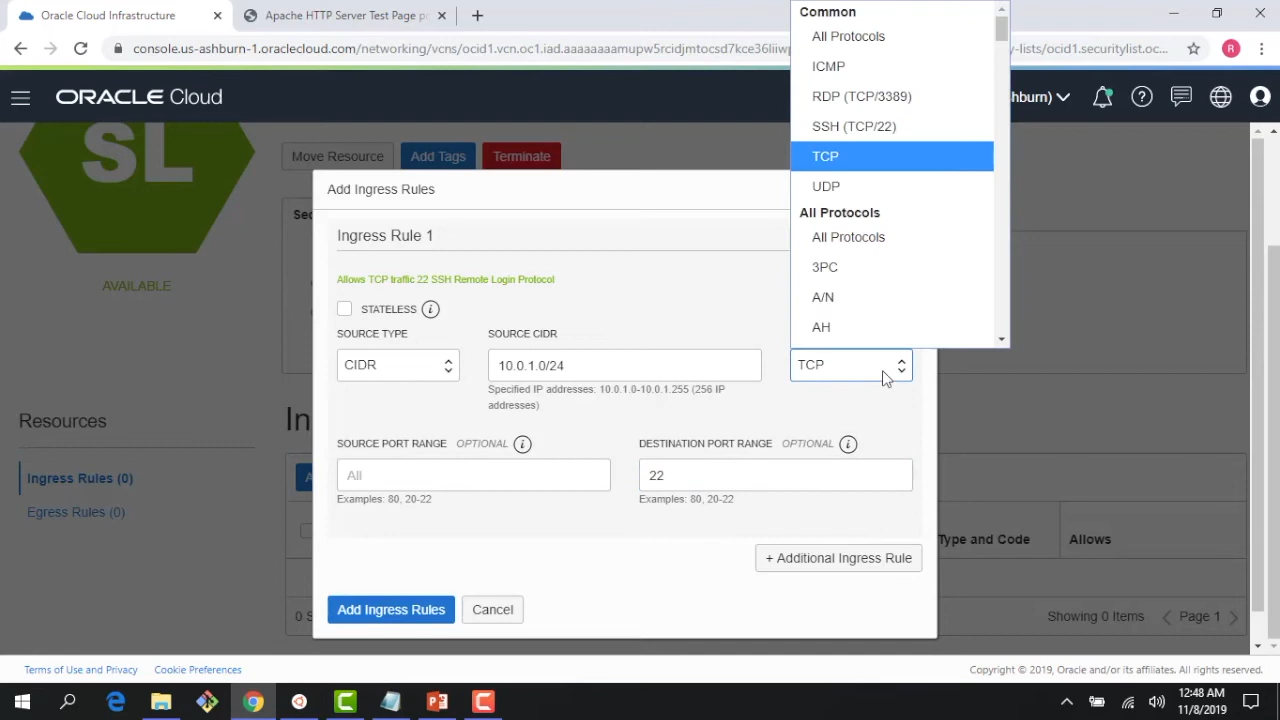 Oracle Cloud Infrastructure
Apache HTTP Server Test Page po
console.us-ashburn-1.oraclecloud.com/networking/vcns/ocid1.vcn.oc1.iad.aaaaaaaamupw5rcidjmtocsd7kce36liiwp
y-lists/ocid1.securitylist.oc...
R
ORACLE Cloud
hburn)
Common
All Protocols
ICMP
RDP (TCP/3389)
SSH (TCP/22)
TCP
UDP
All Protocols
All Protocols
3PC
A/N
AH
SL
AVAILABLE
Move Resource
Add Tags
Terminate
Sec
Add Ingress Rules
Ingress Rule 1
Allows TCP traffic 22 SSH Remote Login Protocol
STATELESS i
SOURCE TYPE
SOURCE CIDR
CIDR
10.0.1.0/24
TCP
Specified IP addresses: 10.0.1.0-10.0.1.255 (256 IP
addresses)
SOURCE PORT RANGE OPTIONAL i
DESTINATION PORT RANGE OPTIONAL i
All
22
Examples: 80, 20-22
Examples: 80, 20-22
+ Additional Ingress Rule
Add Ingress Rules
Cancel
Resources
Ingress Rules (0)
Egress Rules (0)
In
A
Type and Code
Allows
0 S
Showing 0 Items
Page 1
Terms of Use and Privacy
Cookie Preferences
Copyright © 2019, Oracle and/or its affiliates. All rights reserved.
12:48 AM
11/8/2019